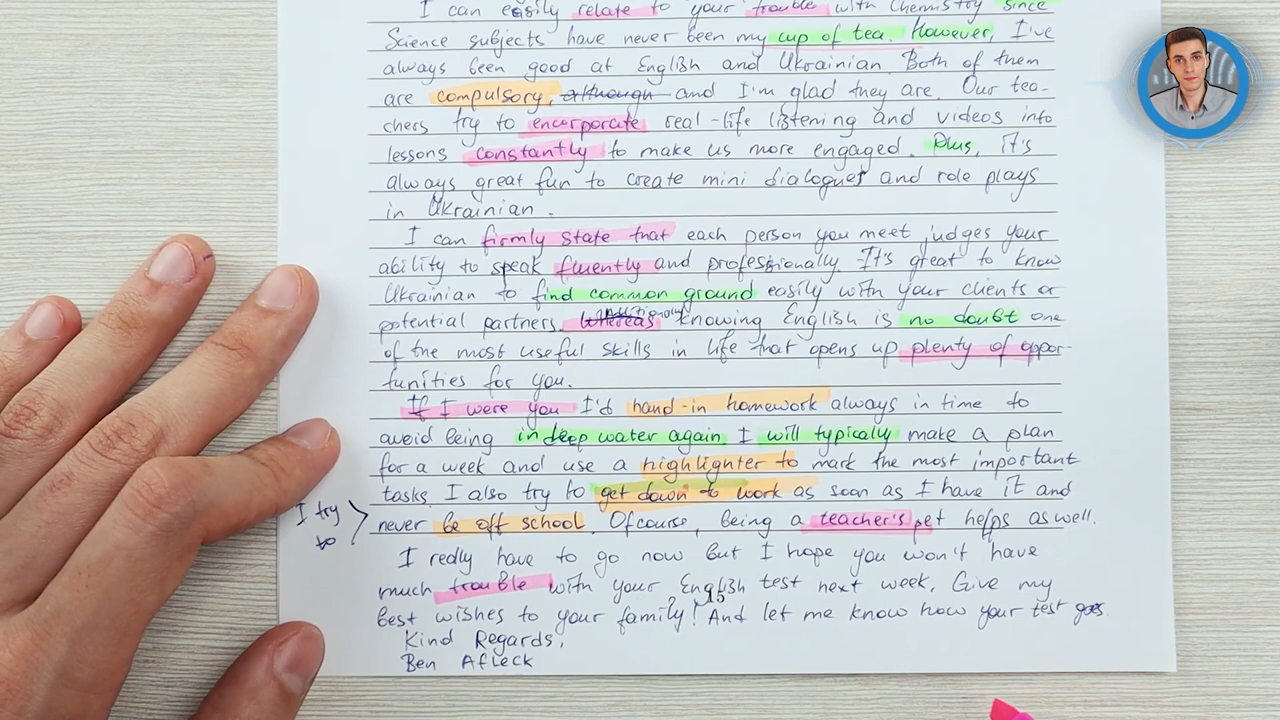 I can easily relate to your trouble with Chemistry since
Science subjects have never been my cup of tea. However, I've
always been good at English and Ukrainian. Both of them
are compulsory, although and I'm glad they are. Our tea-
chers try to encorporate real-life listening and videos into
lessons constantly to make us more engaged. Plus, it's
always great fun to create mini dialogues and role plays
in Ukrainian.
I can firmly state that each person you meet judges your
ability to speak fluently and professionally. It's great to know
Ukrainian to find common ground easily with your clients or
potential partners. Whereas Additionally knowing English is no doubt one
of the most useful skills in life that opens up plenty of oppor-
tunities for you.
If I were you I'd hand-in homework always in time to
avoid being in deep water again. I will typically make a plan
for a week and use a highlighter to mark the most important
tasks. I also try to get down to work as soon as I have it and
I try to
never be off school. Ofcourse, being a teacher's pet helps as well.
I really have to go now but I hope you won't have
much trouble with your English test next week. Give my
best wishes to your family! And let me know how your test goes.
Kind Regards,
Ben Afleck